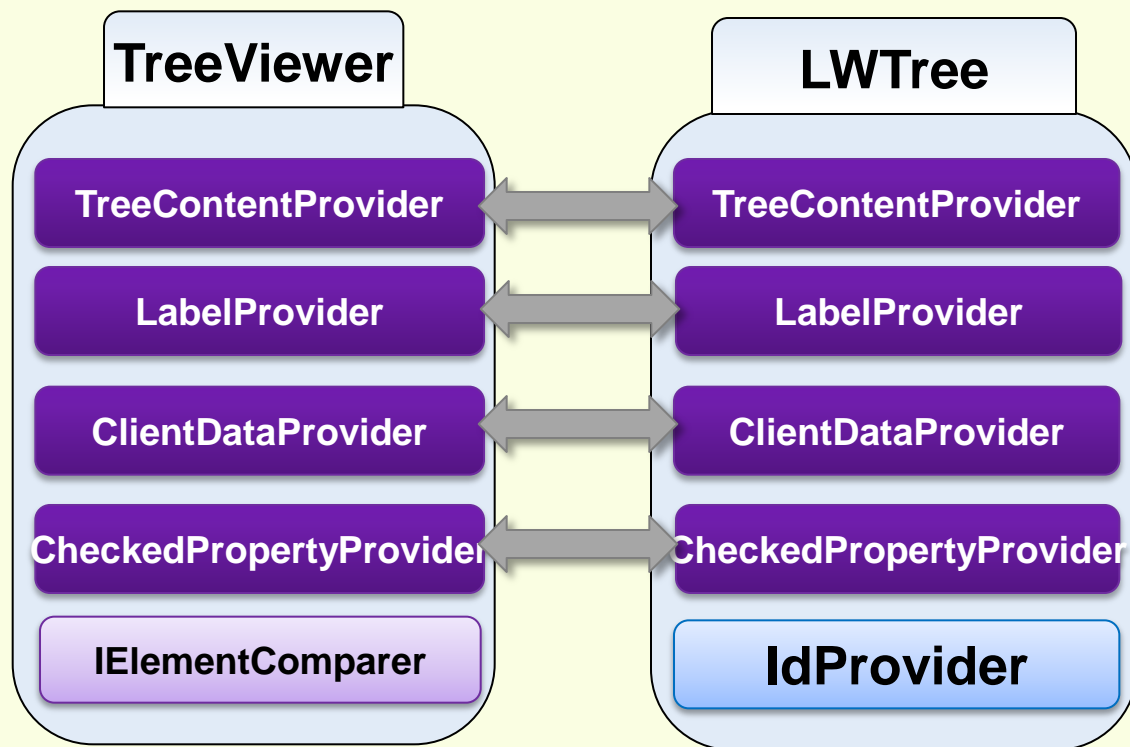 TreeViewer
TreeContentProvider
LabelProvider
ClientDataProvider
CheckedPropertyProvider
IElementComparer
LWTree
TreeContentProvider
LabelProvider
ClientDataProvider
CheckedPropertyProvider
IdProvider